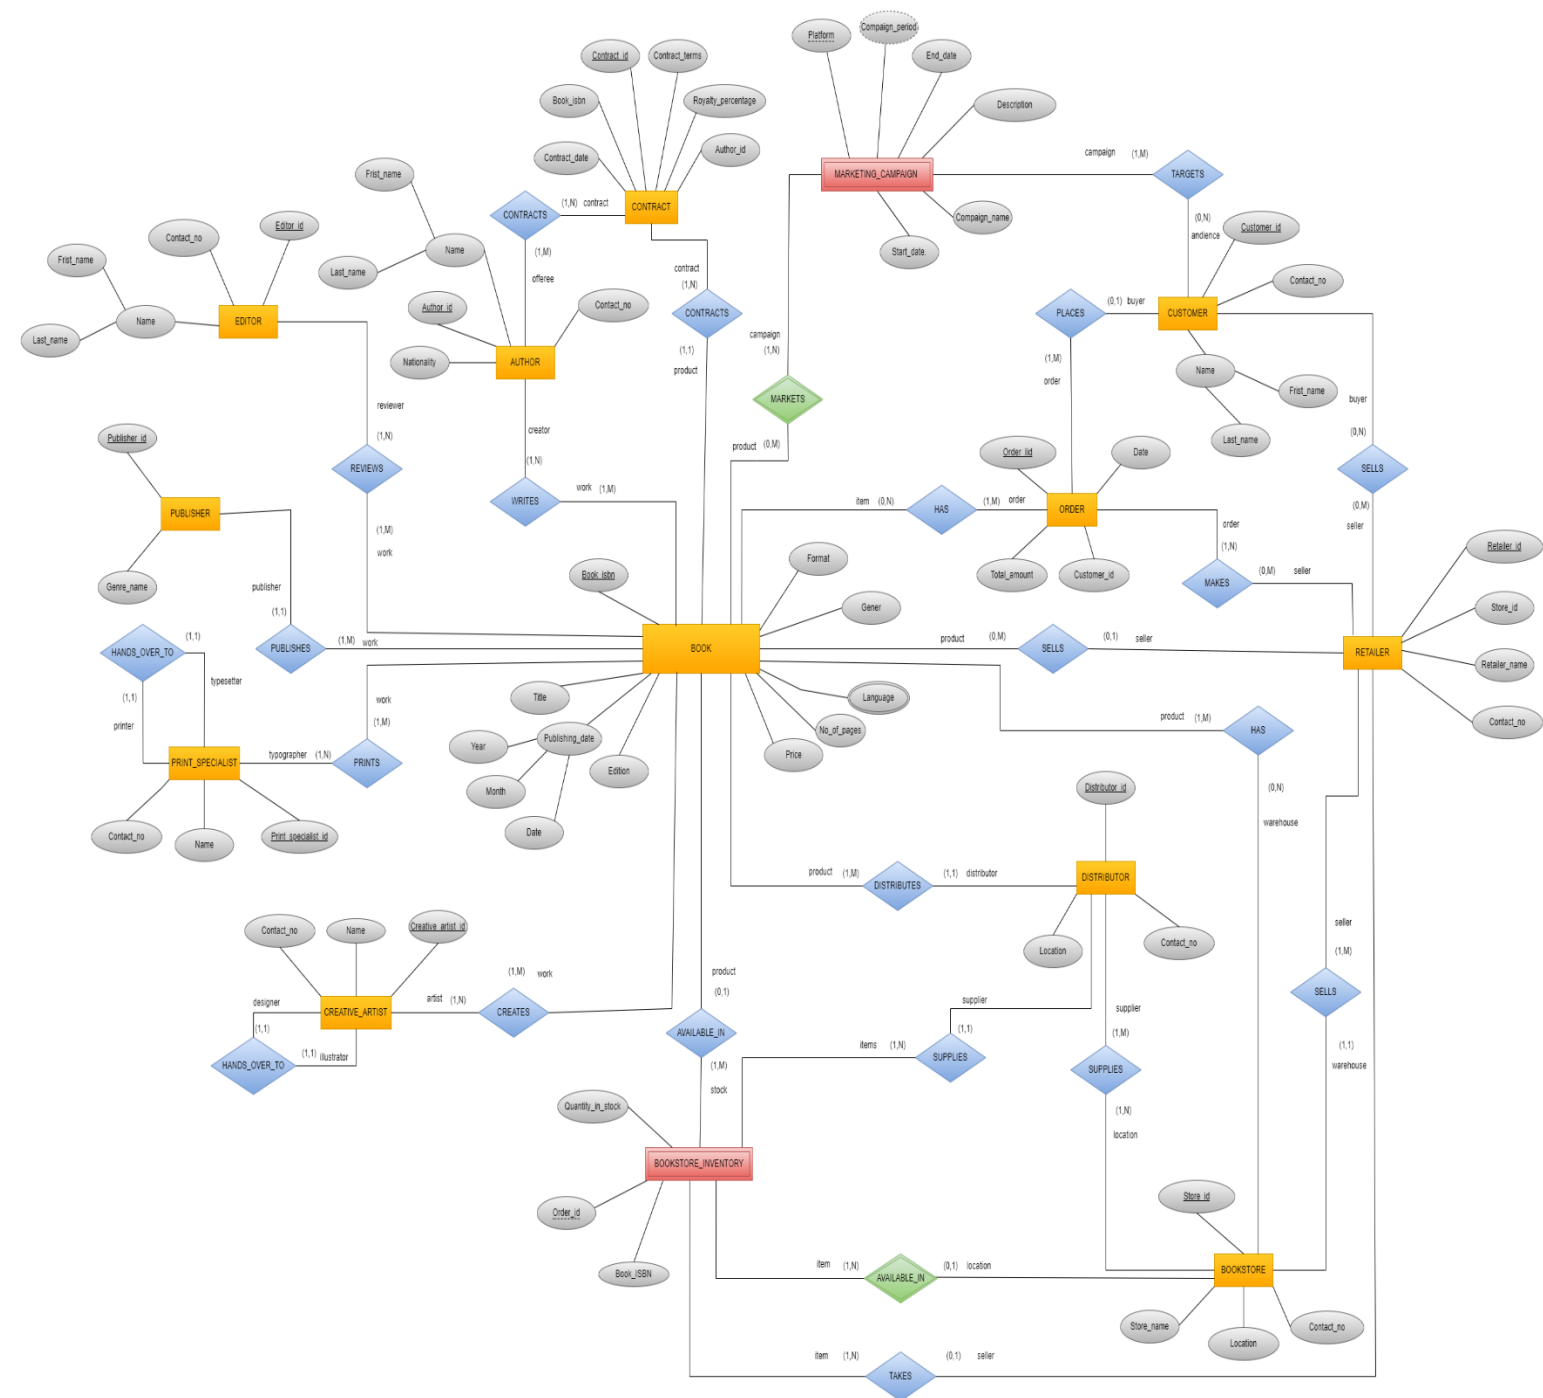 Compaign_period
Platform
End_date
Contract_id
Contract_terms
Book_isbn
Royalty_percentage
Description
Contract_date
Author_id
campaign (1,M)
MARKETING_CAMPAIGN
TARGETS
Frist_name
CONTRACTS
(1,N) contract
CONTRACT
Compaign_name
(0,N)
andience
Customer_id
Editor_id
Contact_no
Name
(1,M)
Start_date.
Frist_name
Last_name
offeree
contract
(1,N)
Contact_no
Author_id
Contact_no
CONTRACTS
PLACES
(0,1) buyer
CUSTOMER
Name
EDITOR
Last_name
campaign
(1,N)
(1,1)
product
(1,M)
order
Nationality
AUTHOR
Name
Frist_name
MARKETS
reviewer
buyer
creator
Publisher_id
(1,N)
product (0,M)
Last_name
(0,N)
(1,N)
Order_Iid
Date
REVIEWS
SELLS
work (1,M)
WRITES
item (0,N)
HAS
(1,M) order
ORDER
(0,M)
seller
PUBLISHER
order
(1,N)
(1,M)
work
Retailer_id
Format
Book_isbn
Total_amount
Customer_id
(0,M) seller
MAKES
Genre_name
publisher
Gener
Store_id
(1,1)
(1,1)
(1,M) work
PUBLISHES
BOOK
product (0,M)
SELLS
(0,1) seller
RETAILER
HANDS_OVER_TO
Retailer_name
typesetter
(1,1)
printer
work
(1,M)
Title
Language
Contact_no
product (1,M)
HAS
No_of_pages
Publishing_date
Year
Price
typographer (1,N)
PRINTS
PRINT_SPECIALIST
Edition
Month
(0,N)
Distributor_id
warehouse
Contact_no
Name
Print_specialist_id
Date
product (1,M)
DISTRIBUTES
(1,1) distributor
DISTRIBUTOR
Creative_artist_id
Contact_no
Name
seller
(1,M)
Location
Contact_no
(1,M) work
product
(0,1)
SELLS
designer
(1,1)
artist (1,N)
CREATES
CREATIVE_ARTIST
supplier
(1,1)
supplier
(1,M)
AVAILABLE_IN
(1,1)
warehouse
(1,1) illustrator
HANDS_OVER_TO
items (1,N)
SUPPLIES
SUPPLIES
(1,M)
stock
Quantity_in_stock
(1,N)
location
BOOKSTORE_INVENTORY
Store_id
Order_id
Book_ISBN
item (1,N)
AVAILABLE_IN
(0,1) location
BOOKSTORE
Store_name
Location
Contact_no
item (1,N)
TAKES
(0,1) seller